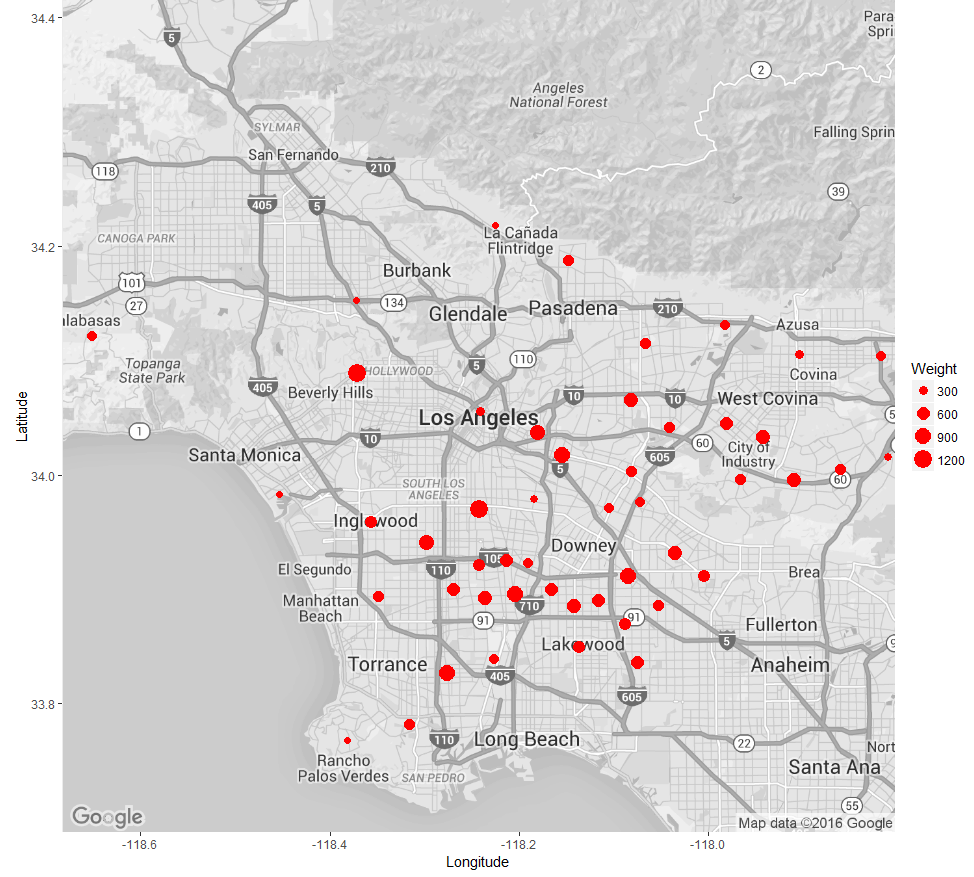 34.4
34.2
34.0
33.8
Latitude
-118.6
-118.4
-118.2
-118.0
Longitude
5
2
Para
Spri
Angeles
National Forest
SYLMAR
Falling Sprin
San Fernando
118
210
39
405
5
CANOGA PARK
La Cañada
Flintridge
101
27
Burbank
134
Glendale
Pasadena
210
alabasas
Azusa
Topanga
State Park
HOLLYWOOD
5
110
Covina
405
Beverly Hills
10
10
West Covina
Los Angeles
5
1
10
60
City of
Industry
Santa Monica
5
605
60
SOUTH LOS
ANGELES
Inglewood
Downey
105
El Segundo
110
Brea
Manhattan
Beach
710
91
91
Fullerton
Lakewood
5
9
Torrance
405
Anaheim
605
110
Long Beach
22
Nort
Rancho
Palos Verdes
SAN PEDRO
Santa Ana
55
Google
Map data ©2016 Google
Weight
300
600
900
1200